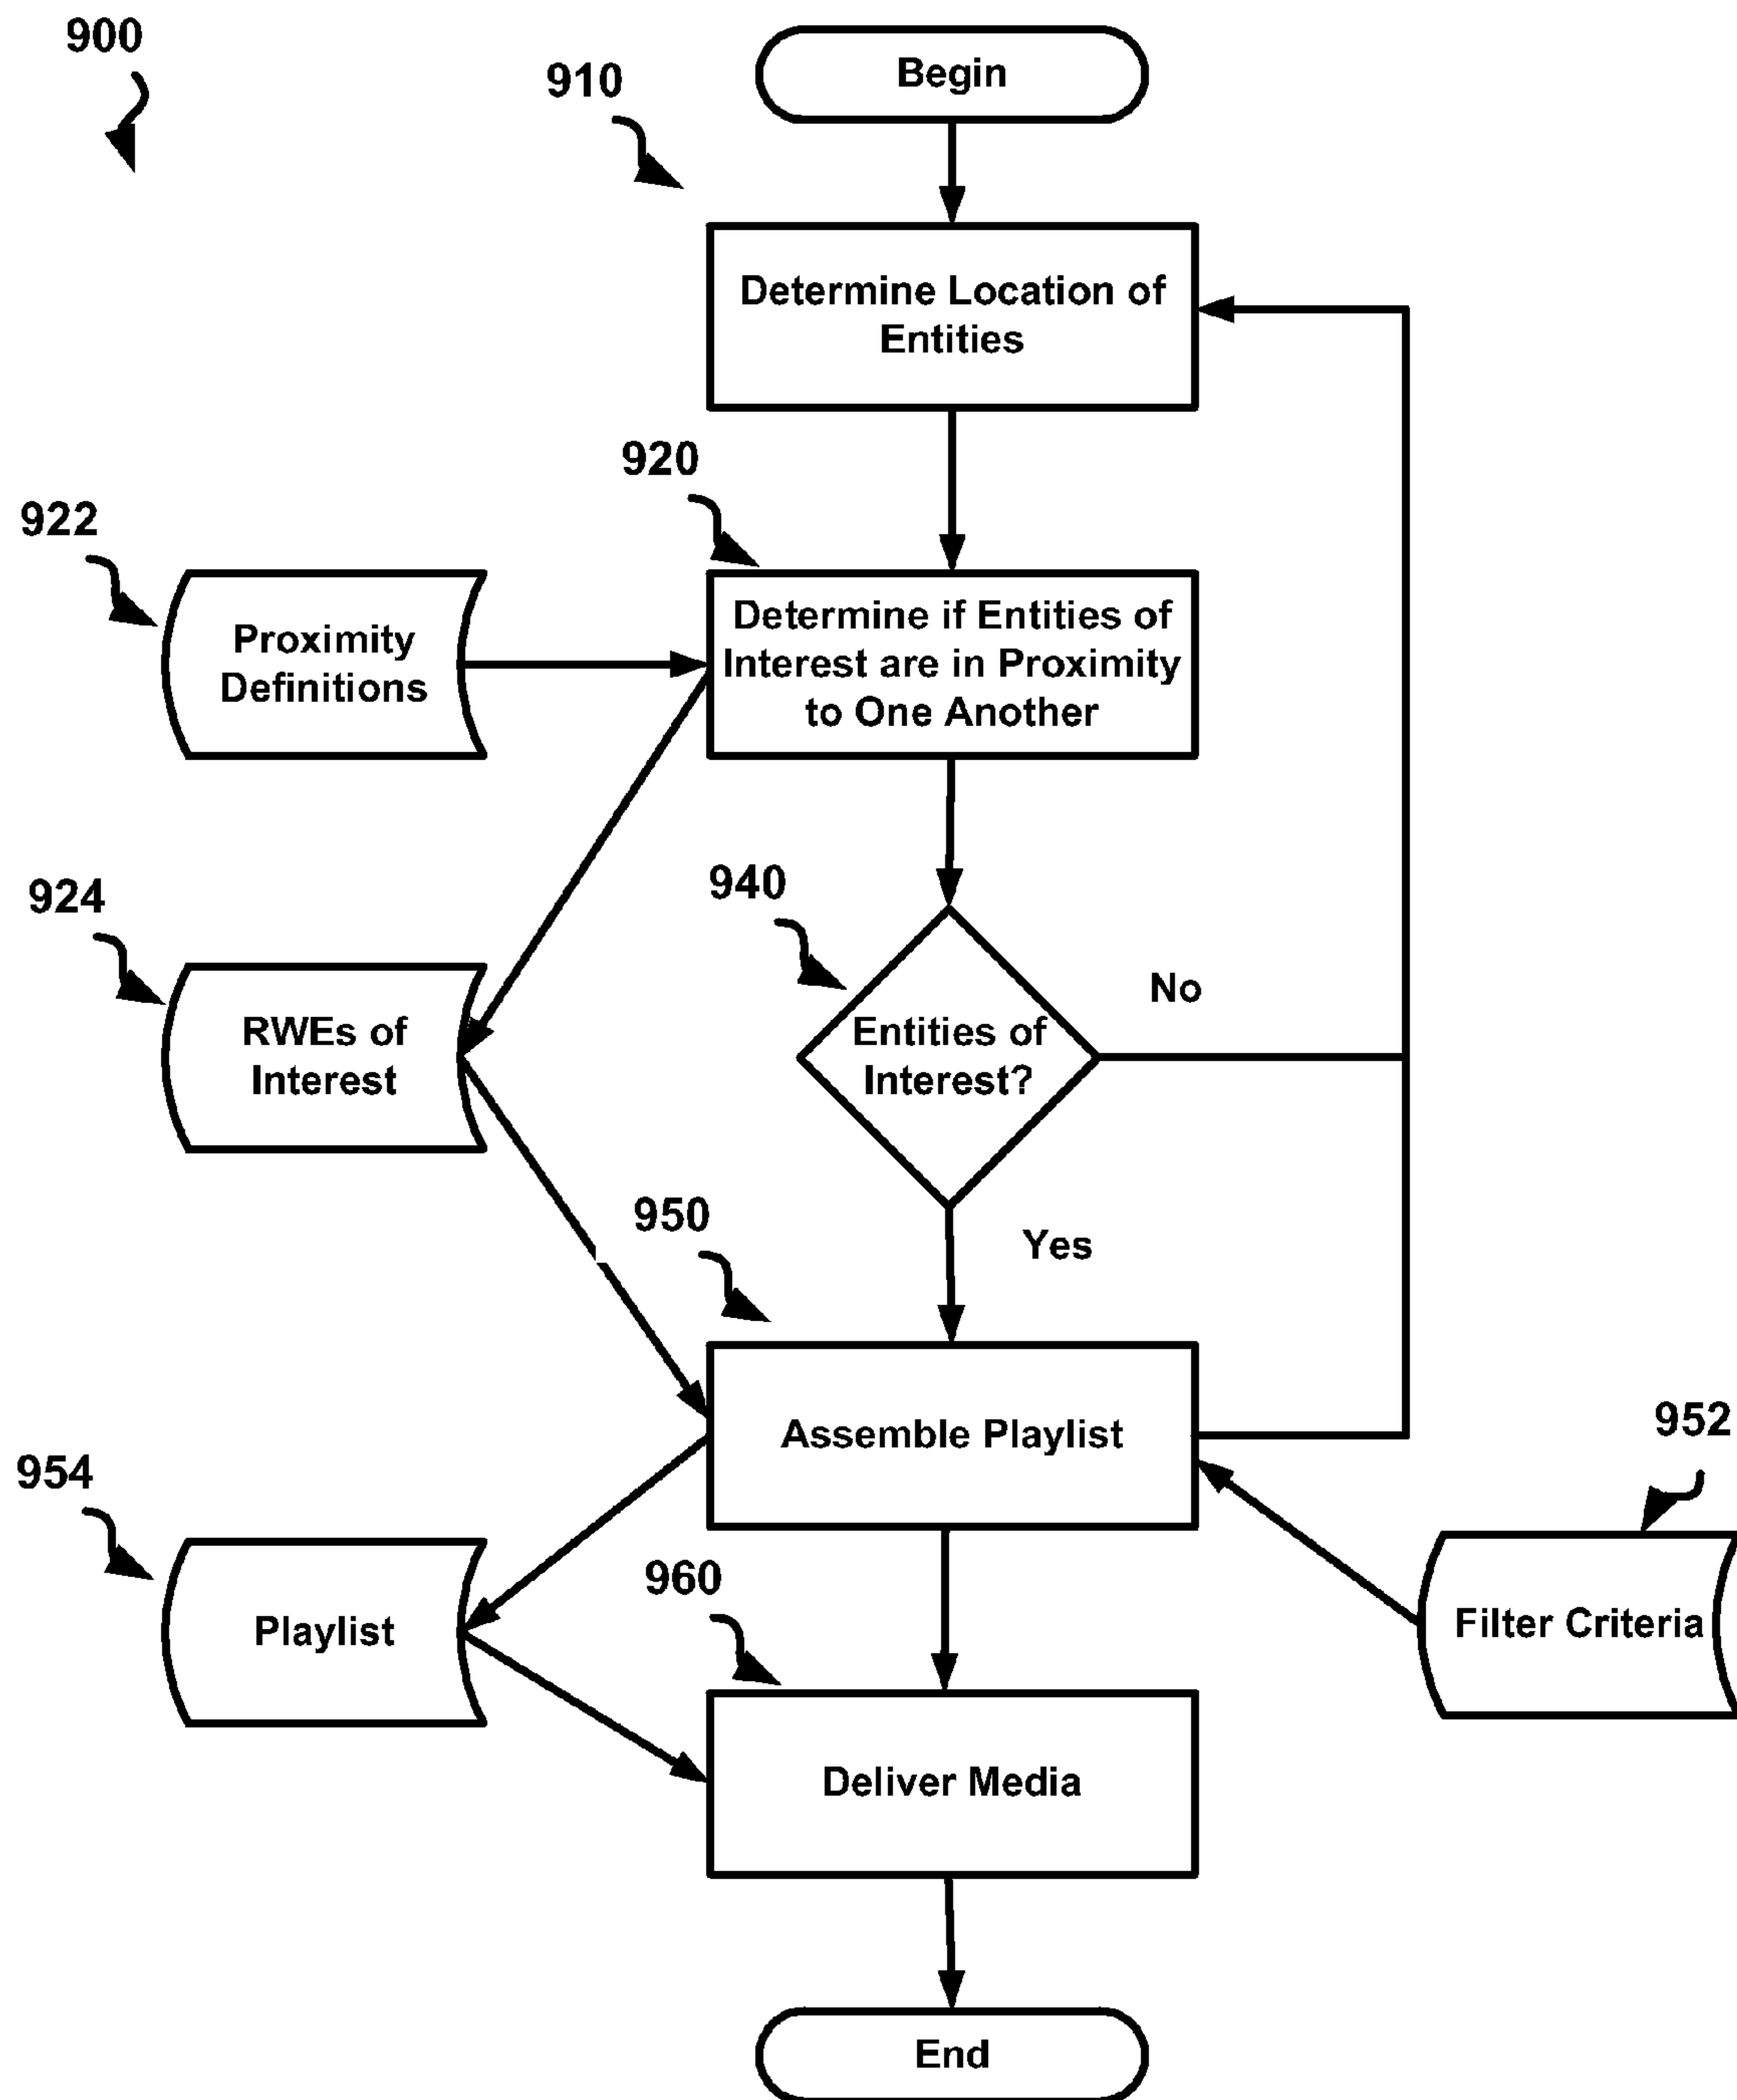 900
910
Begin
Determine Location of
Entities
920
922
Proximity
Definitions
Determine if Entities of
Interest are in Proximity
to One Another
924
940
RWEs of
Interest
Entities of
Interest?
No
950
Yes
954
Assemble Playlist
952
960
Playlist
Filter Criteria
Deliver Media
End